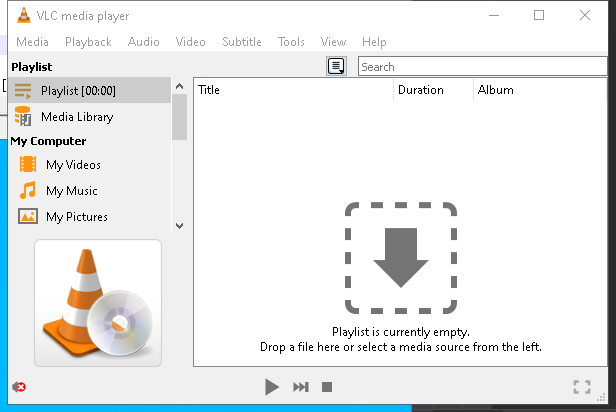 VLC media player
Media Playback Audio Video Subtitle Tools View Help
Playlist
Search
Playlist [00:00]
Media Library
My Computer
My Videos
My Music
My Pictures
Title Duration Album
Playlist is currently empty.
Drop a file here or select a media source from the left.